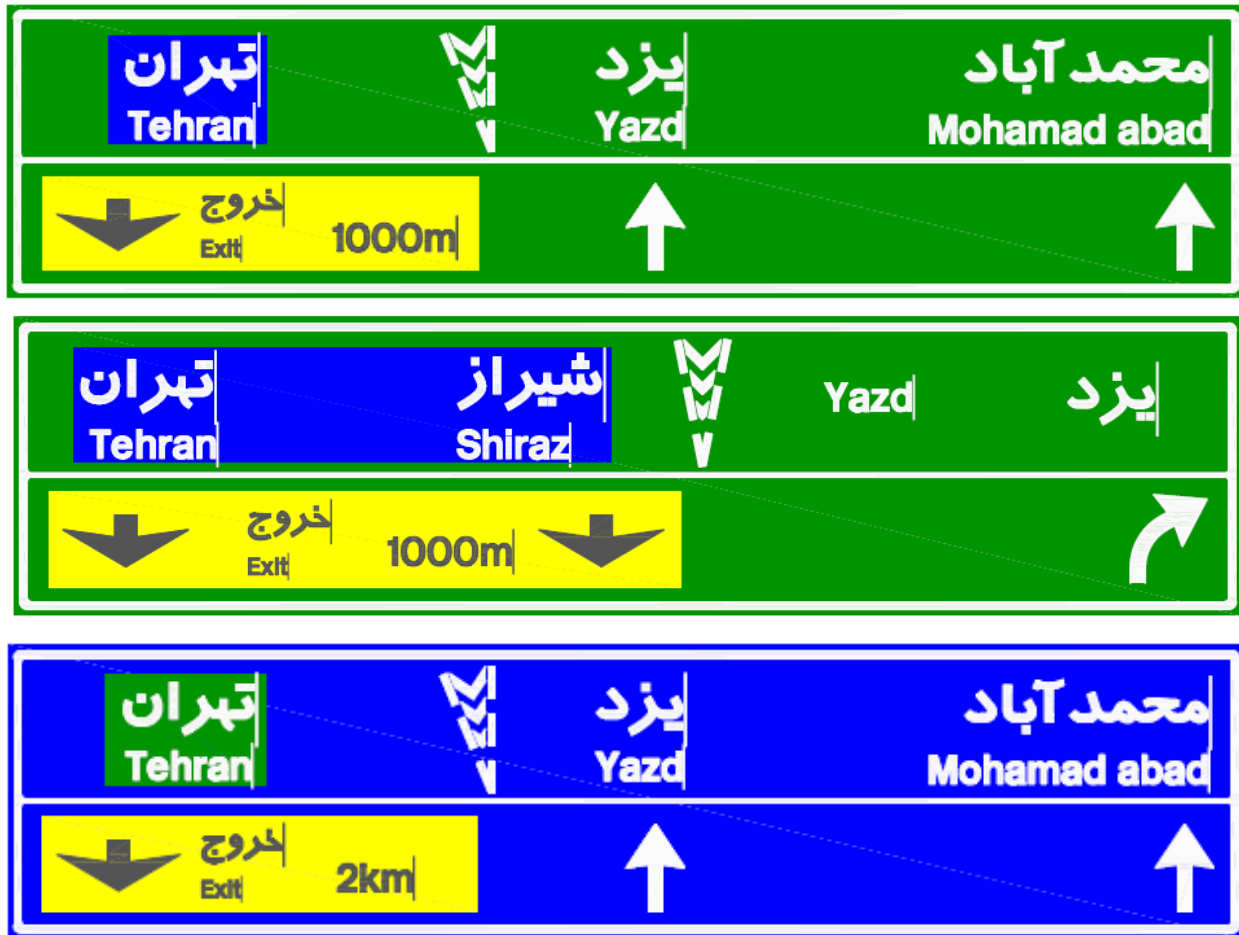 تهران
Tehran
یزد
Yazd
محمدآباد
Mohamad abad
خروج
Exit
1000m
تهران
Tehran
شیراز
Shiraz
Yazd
یزد
خروج
Exit
1000m
تهران
Tehran
یزد
Yazd
محمدآباد
Mohamad abad
خروج
Exit
2km